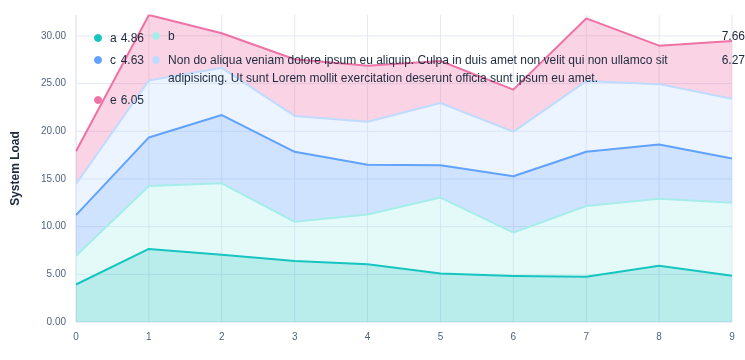 30.00
25.00
20.00
15.00
10.00
5.00
0.00
System Load
a 4.86
b
7.66
c 4.63
Non do aliqua veniam dolore ipsum eu aliquip. Culpa in duis amet non velit qui non ullamco sit
6.27
adipisicing. Ut sunt Lorem mollit exercitation deserunt officia sunt ipsum eu amet.
e 6.05
0 1 2 3 4 5 6 7 8 9